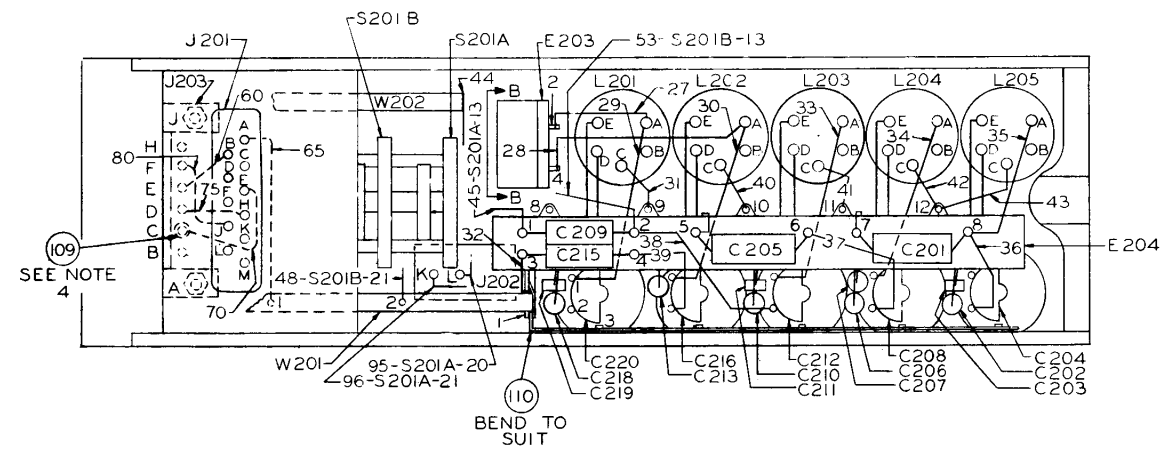 S201B
J201
S201A
E203
53-S201B-13
J203
60
44
2
L201
27
L202
L203
L204
L205
W202
B
29
30
33
34
35
J
A
E
A
E
A
E
A
E
A
E
A
H
B
C
65
45-S201A-13
28
80
F
D
E
D
C
B
D
C
B
D
C
B
D
C
B
D
C
B
E
F
H
4
31
40
41
42
43
175
D
B
8
9
10
11
12
C
J
K
1
C209
2
5
6
7
8
109
B
L
32
C215
38
C205
37
C201
36
E204
SEE NOTE
4
M
48-S201B-21
K
L
J202
3
4
39
A
70
1
2
1
1
2
3
W201
95-S201A-20
96-S201A-21
C220
C218
C219
C216
C213
C212
C210
C211
C208
C206
C207
C204
C202
C203
110
BEND TO
SUIT